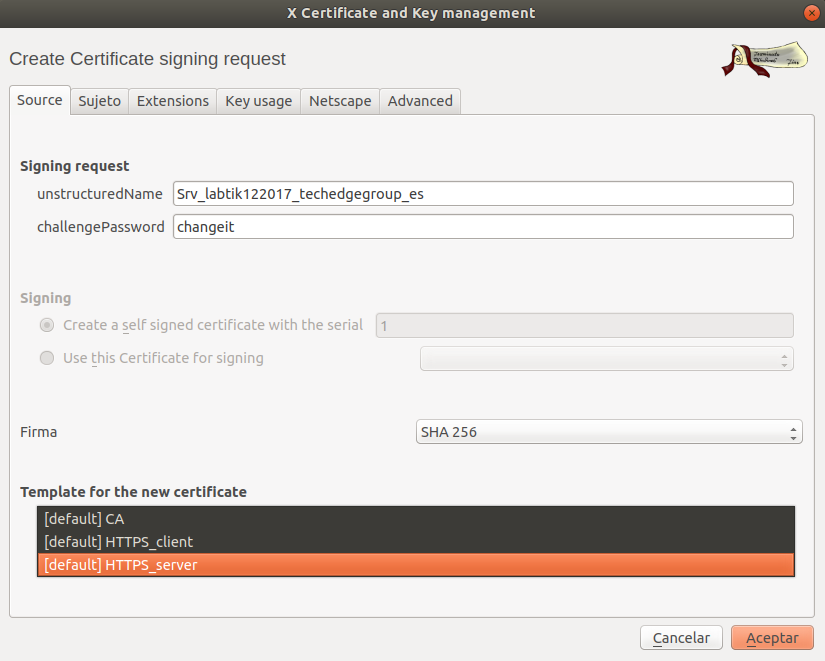 X Certificate and Key management
Create Certificate signing request
Source Sujeto Extensions Key usage Netscape Advanced
Signing request
unstructuredName Srv_labtik122017_techedgegroup_es
challengePassword changeit
Signing
Create a self signed certificate with the serial 1
Use this Certificate for signing
Firma SHA 256
Template for the new certificate
[default] CA
[default] HTTPS_client
[default] HTTPS_server
Cancelar Aceptar